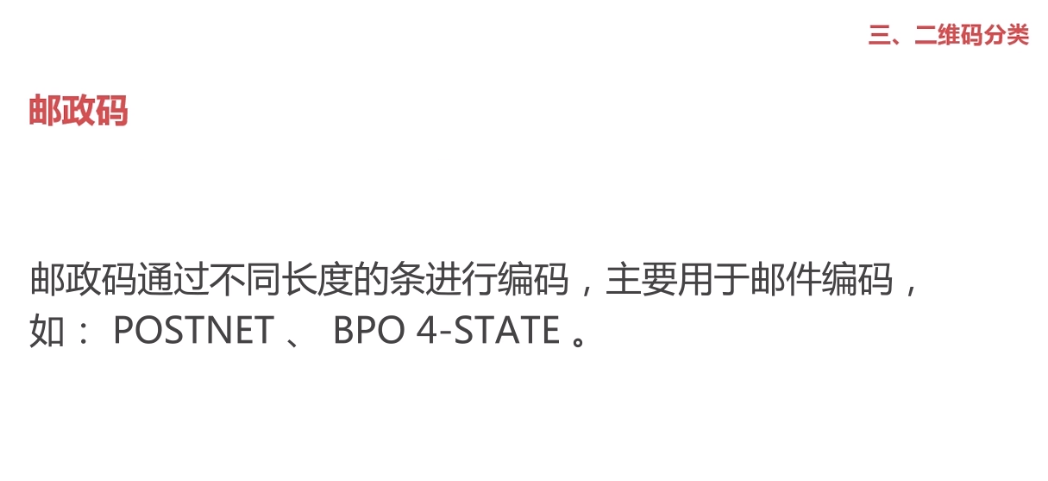 三、二维码分类
邮政码
邮政码通过不同长度的条进行编码，主要用于邮件编码，
如： POSTNET 、 BPO 4-STATE 。